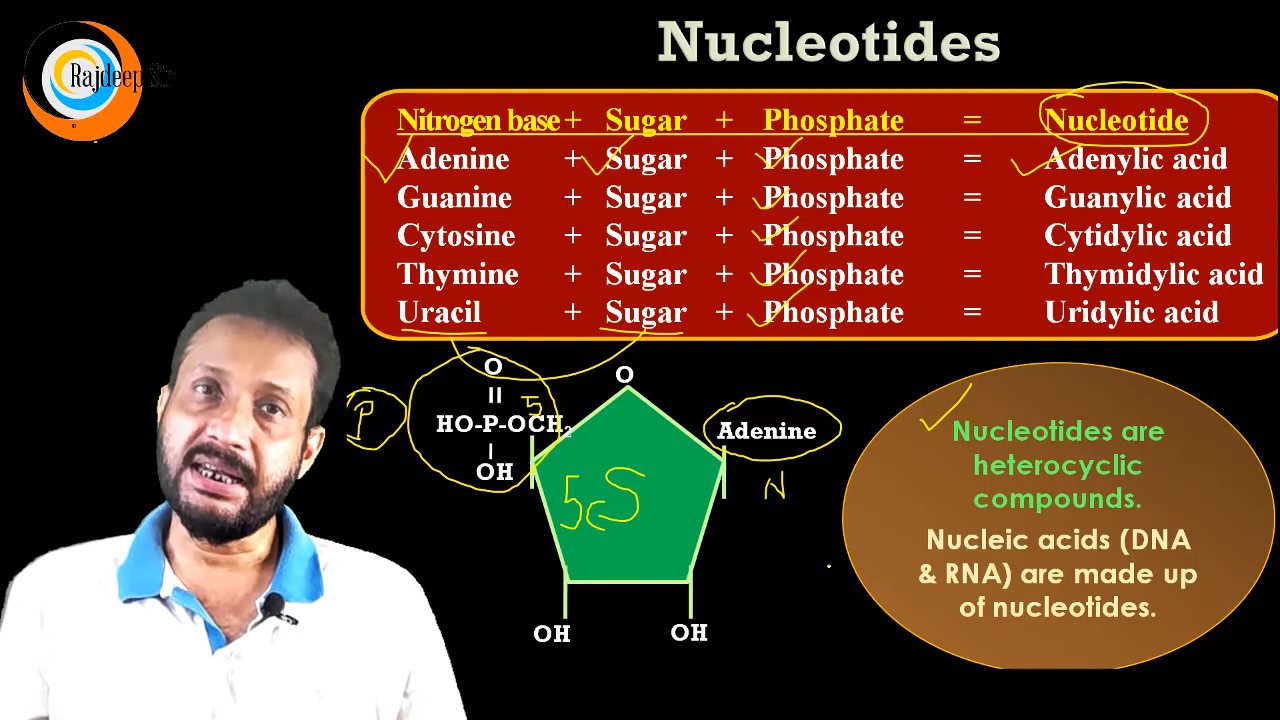 Rajdeep Sir
Nucleotides
Nitrogen base + Sugar + Phosphate = Nucleotide
Adenine + Sugar + Phosphate = Adenylic acid
Guanine + Sugar + Phosphate = Guanylic acid
Cytosine + Sugar + Phosphate = Cytidylic acid
Thymine + Sugar + Phosphate = Thymidylic acid
Uracil + Sugar + Phosphate = Uridylic acid
O
||
HO-P-OCH₂
|
OH
P
5
O
5c S
Adenine
N
OH
OH
Nucleotides are
heterocyclic
compounds.
Nucleic acids (DNA
& RNA) are made up
of nucleotides.